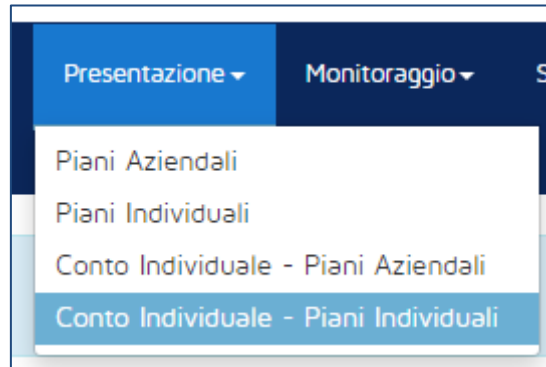 Presentazione Monitoraggio S
Piani Aziendali
Piani Individuali
Conto Individuale - Piani Aziendali
Conto Individuale - Piani Individuali